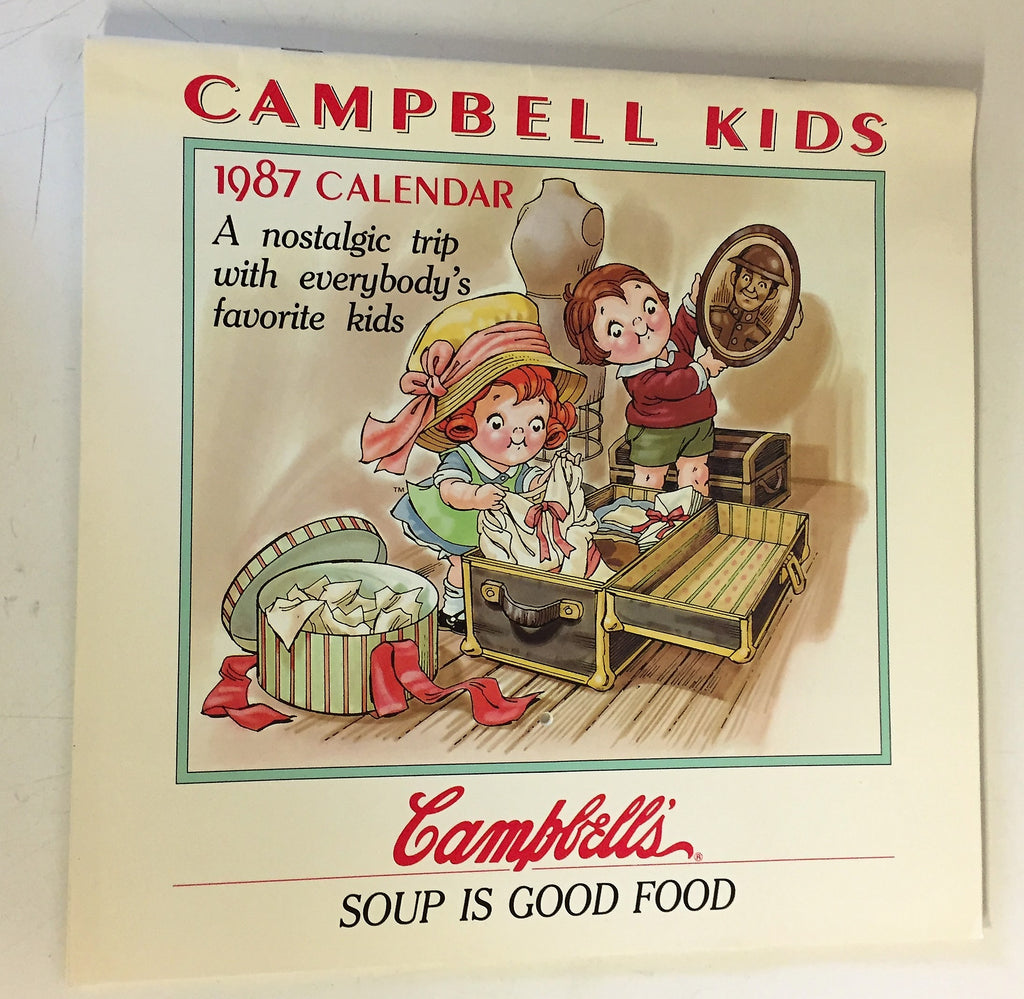 CAMPBELL KIDS
1987 CALENDAR
A nostalgic trip
with everybody's
favorite kids
TM
Campbell's®
SOUP IS GOOD FOOD